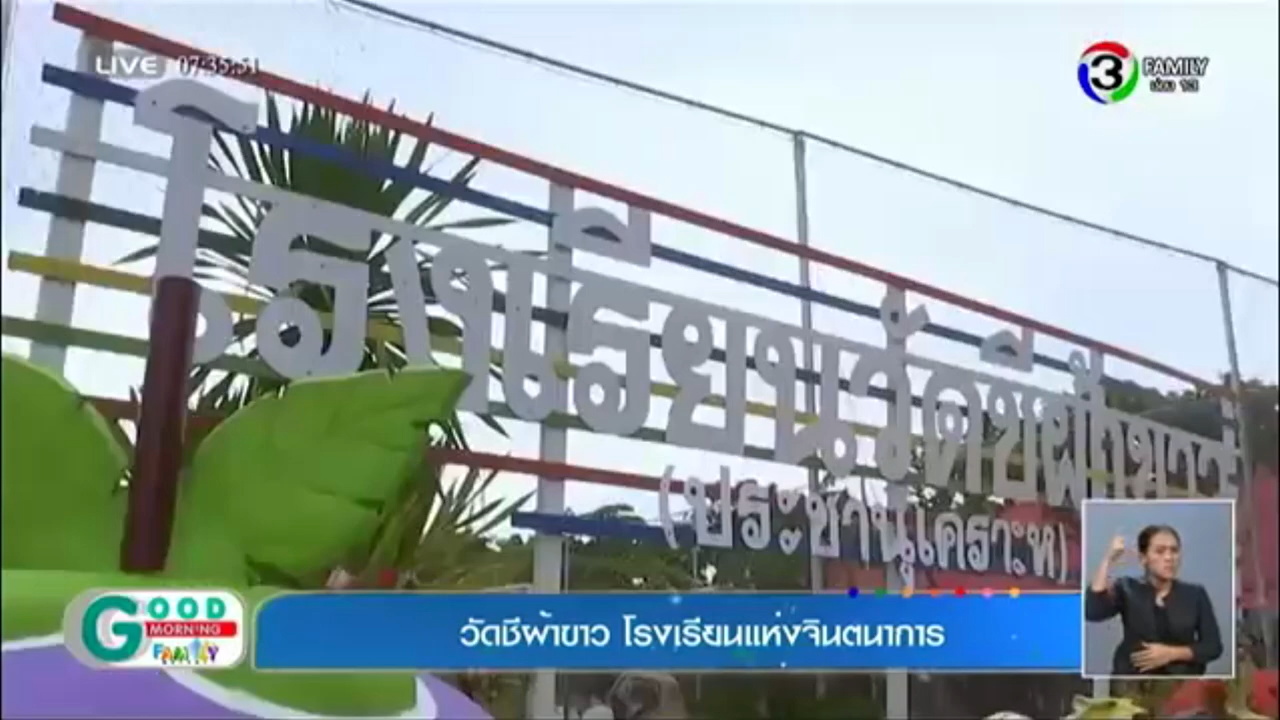 LIVE 07:35:51
3 FAMILY
ช่อง 13
โรงเรียนวัดชีผ้าขาว
(ประชานุเคราะห์)
GOOD
MORNING
FAMILY
วัดชีผ้าขาว โรงเรียนแห่งจินตนาการ